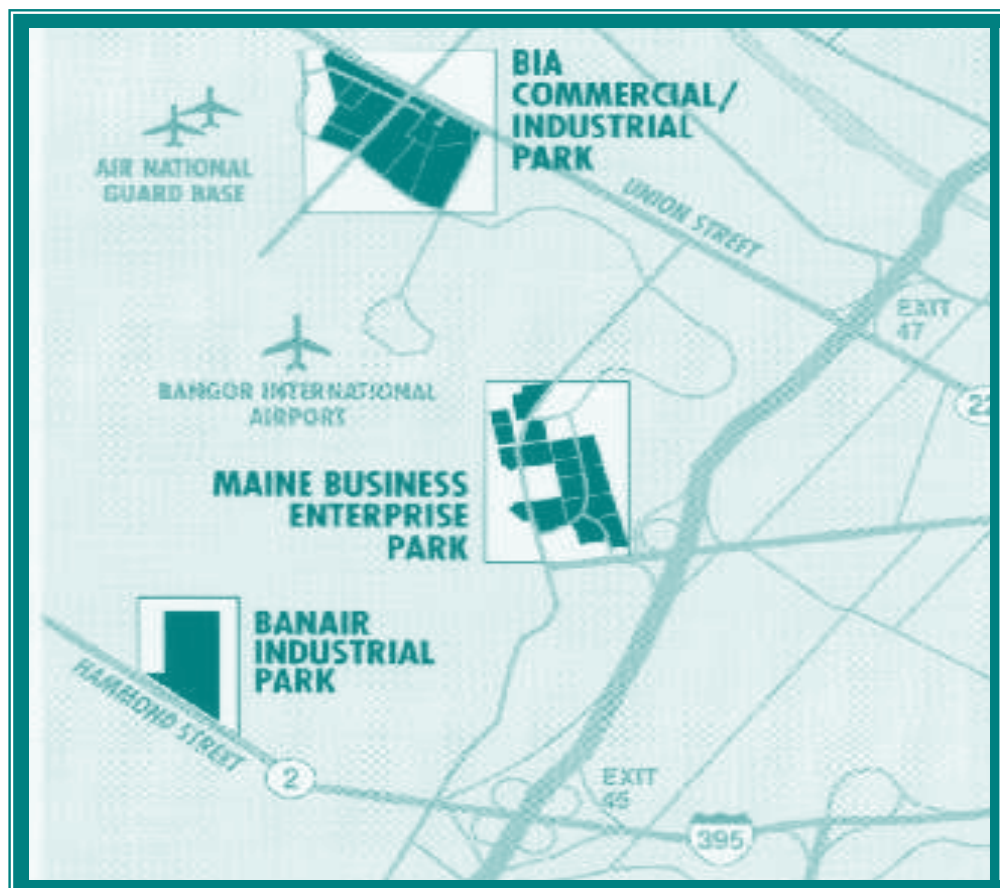 BIA
COMMERCIAL/
INDUSTRIAL
PARK
AIR NATIONAL
GUARD BASE
UNION STREET
EXIT
47
BANGOR INTERNATIONAL
AIRPORT
22
MAINE BUSINESS
ENTERPRISE
PARK
BANAIR
INDUSTRIAL
PARK
HAMMOND STREET
2
EXIT
45
395